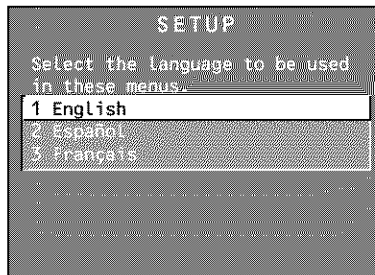 SETUP
Select the language to be used
in these menus.
1 English
2 Español
3 Français